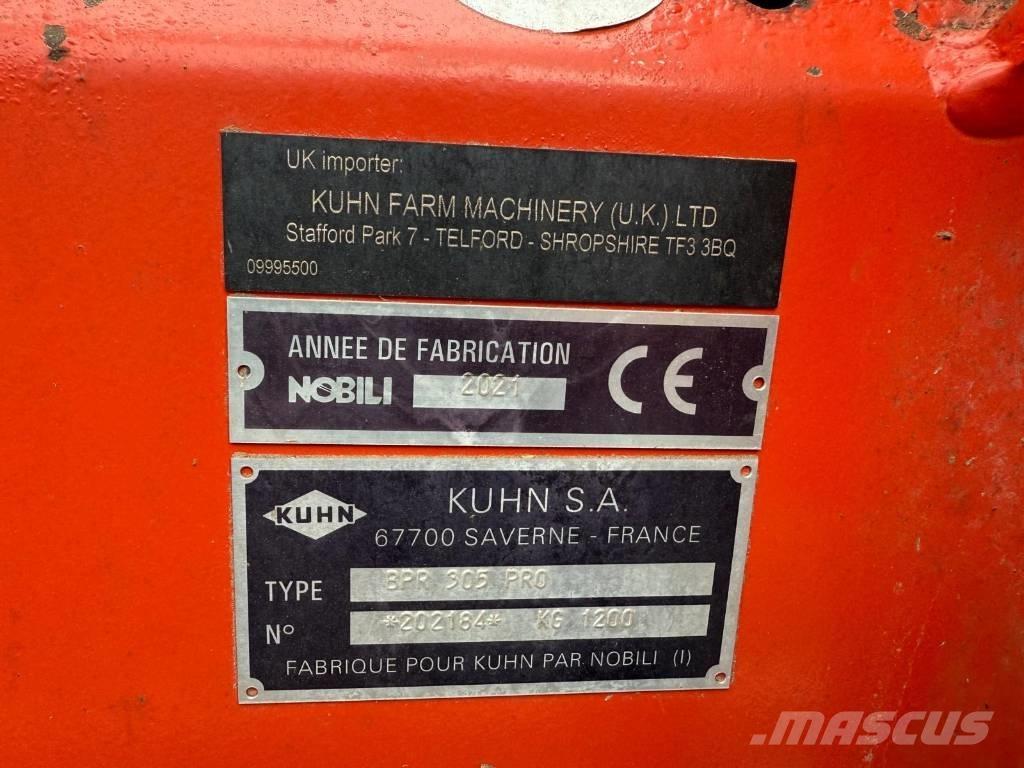 UK importer:
KUHN FARM MACHINERY (U.K.) LTD
Stafford Park 7 - TELFORD - SHROPSHIRE TF3 3BQ
09995500
ANNEE DE FABRICATION
NOBILI 2021 CE
KUHN KUHN S.A.
67700 SAVERNE - FRANCE
TYPE BPR 305 PRO
N° *202184* KG 1200
FABRIQUE POUR KUHN PAR NOBILI (I)
MASCUS